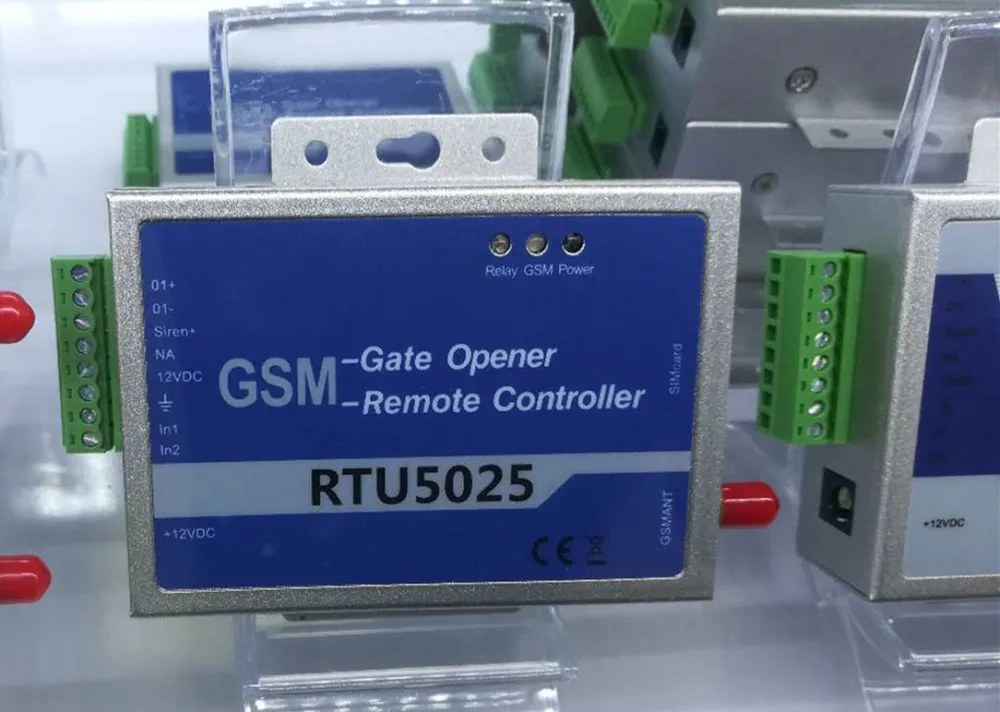 Relay GSM Power
01+
01-
Siren+
NA
12VDC
In1
In2
GSM
-Gate Opener
-Remote Controller
SIMcard
RTU5025
+12VDC
GSMANT
CE
+12VDC